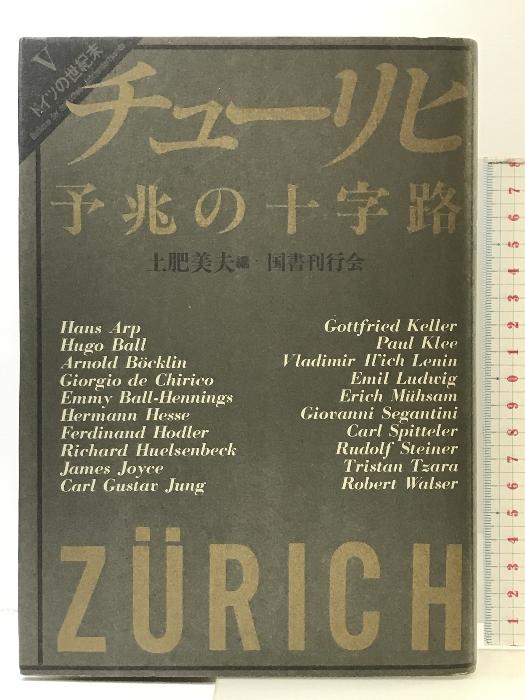 V
ドイツの世紀末
チューリヒ
予兆の十字路
土肥美夫編・国書刊行会
Hans Arp
Hugo Ball
Arnold Böcklin
Giorgio de Chirico
Emmy Ball-Hennings
Hermann Hesse
Ferdinand Hodler
Richard Huelsenbeck
James Joyce
Carl Gustav Jung
Gottfried Keller
Paul Klee
Vladimir Il'ich Lenin
Emil Ludwig
Erich Mühsam
Giovanni Segantini
Carl Spitteler
Rudolf Steiner
Tristan Tzara
Robert Walser
ZÜRICH